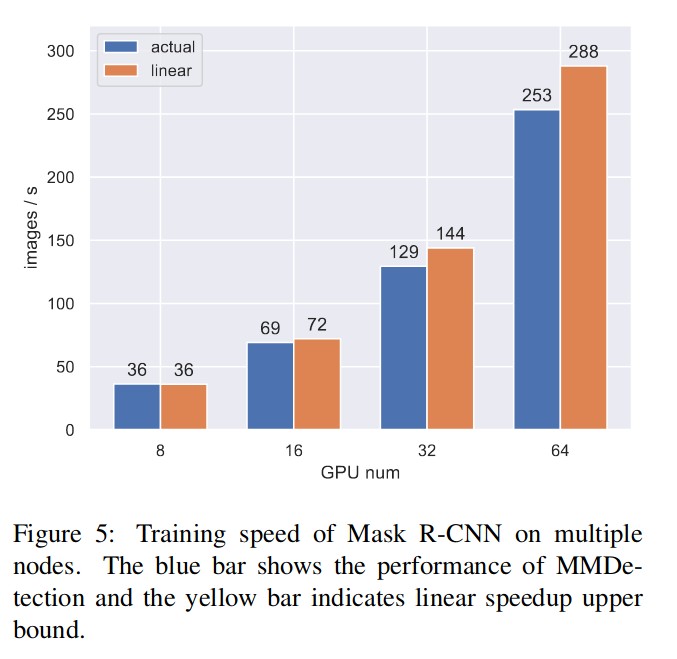 actual
linear
300
250
200
150
100
50
0
images / s
36
36
69
72
129
144
253
288
8
16
32
64
GPU num
Figure 5: Training speed of Mask R-CNN on multiple
nodes. The blue bar shows the performance of MMDe-
tection and the yellow bar indicates linear speedup upper
bound.